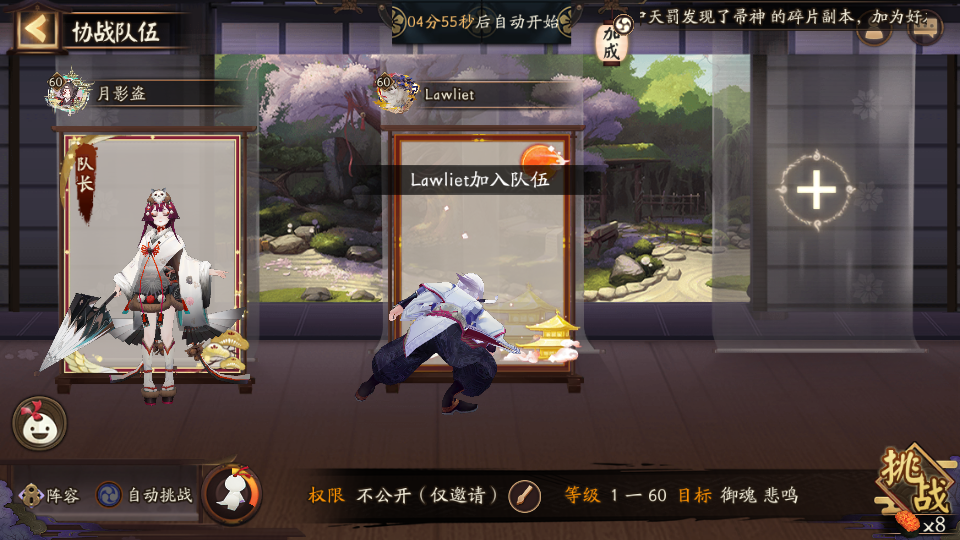 协战队伍
04分55秒后自动开始
加成
天罚发现了帚神的碎片副本，加为好
60
月影盗
60
Lawliet
队长
Lawliet加入队伍
阵容
自动挑战
权限 不公开（仅邀请）
等级 1 — 60 目标 御魂 悲鸣
挑战
x8